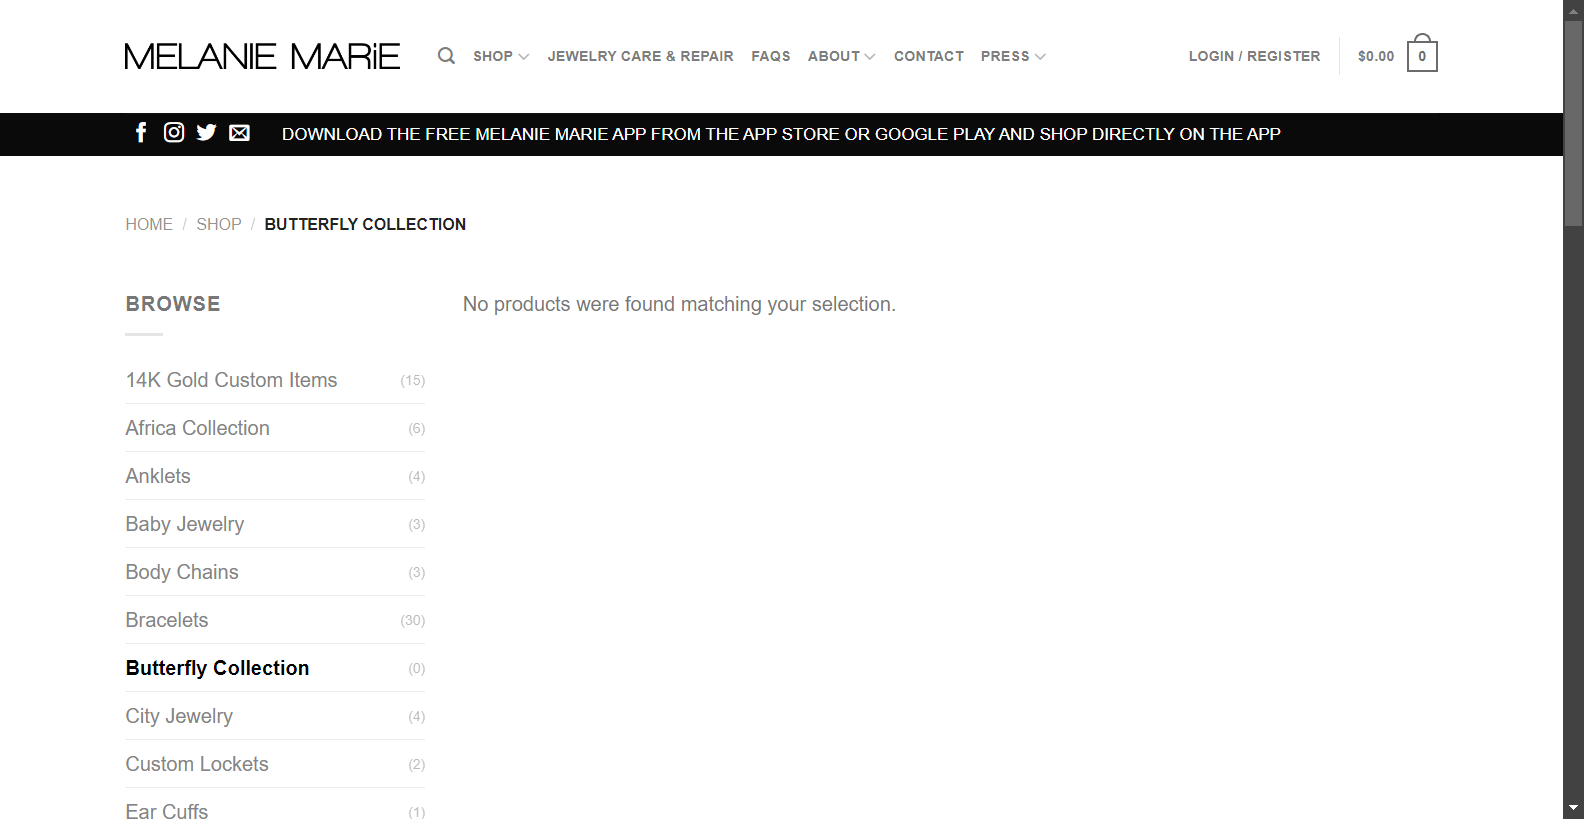 MELANIE MARiE
SHOP
JEWELRY CARE & REPAIR
FAQS
ABOUT
CONTACT
PRESS
LOGIN / REGISTER
$0.00
0
DOWNLOAD THE FREE MELANIE MARIE APP FROM THE APP STORE OR GOOGLE PLAY AND SHOP DIRECTLY ON THE APP
HOME / SHOP / BUTTERFLY COLLECTION
BROWSE
No products were found matching your selection.
14K Gold Custom Items (15)
Africa Collection (6)
Anklets (4)
Baby Jewelry (3)
Body Chains (3)
Bracelets (30)
Butterfly Collection (0)
City Jewelry (4)
Custom Lockets (2)
Ear Cuffs (1)